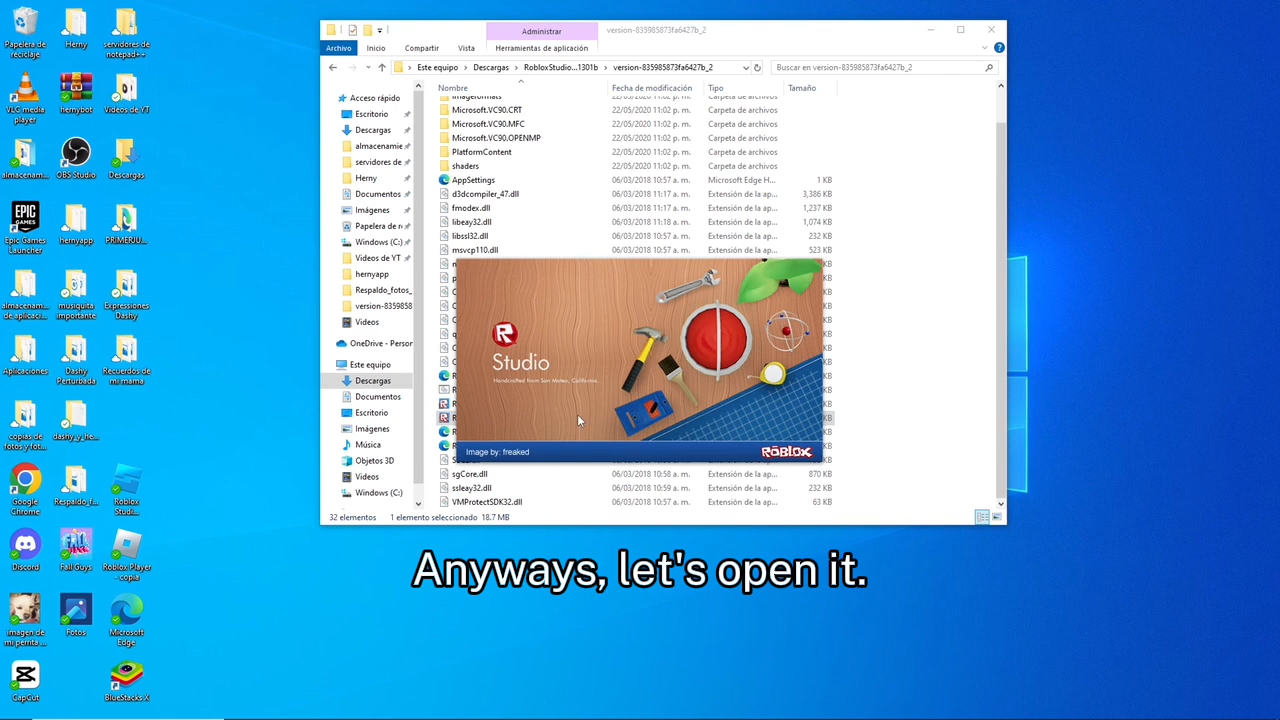 Papelera de
reciclaje
Herny
servidores de
notepad++
VLC media
player
hernybot
Videos de YT
almacenam...
OBS Studio
Descargas
Epic Games
Launcher
hernyapp
PRIMERJU...
almacenam...
de aplicaci...
musiquita
importante
Expressiones
Dashy
Aplicaciones
Dashy
Perturbada
Recuerdos de
mi mama
copias de
fotos y fot...
dashy_y_he...
Google
Chrome
Respaldo_f...
Roblox
Studi...
Discord
Fall Guys
Roblox Player
- copia
imagen de
mi perrita ...
Fotos
Microsoft
Edge
CapCut
BlueStacks X
Administrar
version-835985873fa6427b_2
Archivo
Inicio
Compartir
Vista
Herramientas de aplicación
Este equipo
Descargas
RobloxStudio...1301b
version-835985873fa6427b_2
Buscar en version-835985873fa6427b_2
Acceso rápido
Escritorio
Descargas
almacenamie
servidores de
Herny
Documentos
Imágenes
Papelera de re
Windows (C:)
Videos de YT
hernyapp
Respaldo_fotos_
version-8359858
Videos
OneDrive - Person
Este equipo
Descargas
Documentos
Escritorio
Imágenes
Música
Objetos 3D
Videos
Windows (C:)
Nombre Fecha de modificación Tipo Tamaño
imageformats 22/05/2020 11:02 p. m. Carpeta de archivos
Microsoft.VC90.CRT 22/05/2020 11:02 p. m. Carpeta de archivos
Microsoft.VC90.MFC 22/05/2020 11:02 p. m. Carpeta de archivos
Microsoft.VC90.OPENMP 22/05/2020 11:02 p. m. Carpeta de archivos
PlatformContent 22/05/2020 11:02 p. m. Carpeta de archivos
shaders 22/05/2020 11:02 p. m. Carpeta de archivos
AppSettings 06/03/2018 10:57 a. m. Microsoft Edge H... 1 KB
d3dcompiler_47.dll 06/03/2018 11:17 a. m. Extensión de la ap... 3,386 KB
fmodex.dll 06/03/2018 11:17 a. m. Extensión de la ap... 1,237 KB
libeay32.dll 06/03/2018 11:18 a. m. Extensión de la ap... 1,074 KB
libssl32.dll 06/03/2018 10:57 a. m. Extensión de la ap... 232 KB
msvcp110.dll 06/03/2018 10:57 a. m. Extensión de la ap... 523 KB
Studio
Handcrafted from San Mateo, California.
Image by: freaked
ROBLOX
sgCore.dll 06/03/2018 10:58 a. m. Extensión de la ap... 870 KB
ssleay32.dll 06/03/2018 10:59 a. m. Extensión de la ap... 232 KB
VMProtectSDK32.dll 06/03/2018 10:57 a. m. Extensión de la ap... 63 KB
32 elementos 1 elemento seleccionado 18.7 MB
Anyways, let's open it.